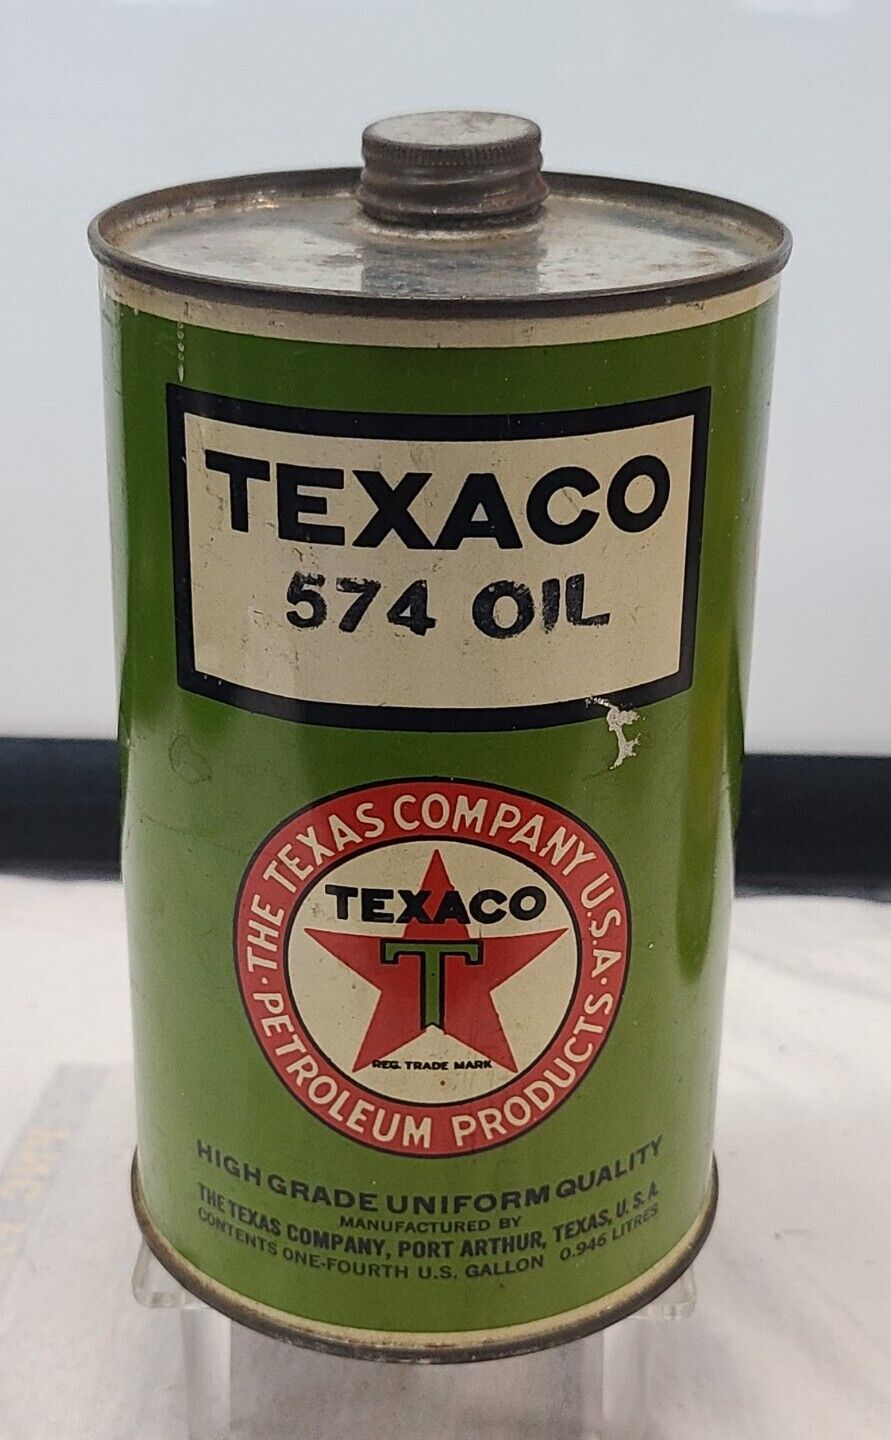 TEXACO
574 OIL
THE TEXAS COMPANY U.S.A.
PETROLEUM PRODUCTS
TEXACO
T
REG. TRADE MARK
HIGH GRADE UNIFORM QUALITY
MANUFACTURED BY
THE TEXAS COMPANY, PORT ARTHUR, TEXAS, U.S.A.
CONTENTS ONE-FOURTH U.S. GALLON 0.946 LITRES